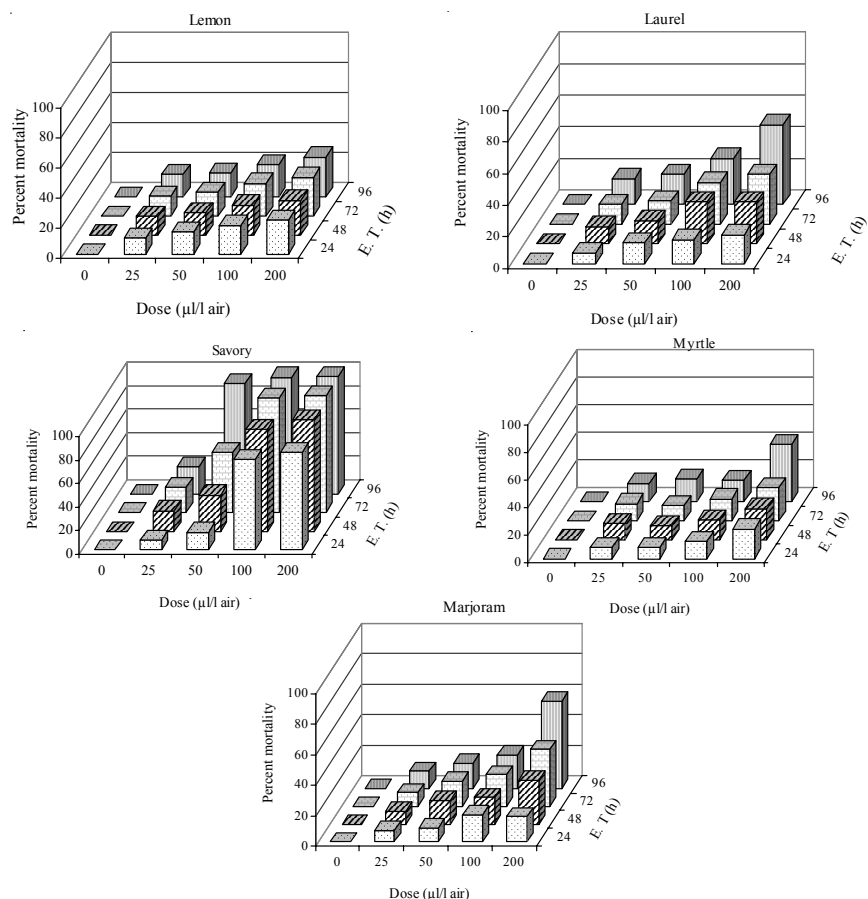 Lemon
Percent mortality
100
80
60
40
20
0
0 25 50 100 200
24
48
72
96
E. T. (h)
Dose (µl/l air)
Laurel
Percent mortality
100
80
60
40
20
0
0 25 50 100 200
24
48
72
96
E. T. (h)
Dose (µl/l air)
Savory
Percent mortality
100
80
60
40
20
0
0 25 50 100 200
24
48
72
96
E. T. (h)
Dose (µl/l air)
Myrtle
Percent mortality
100
80
60
40
20
0
0 25 50 100 200
24
48
72
96
E. T (h)
Dose (µl/l air)
Marjoram
Percent mortality
100
80
60
40
20
0
0 25 50 100 200
24
48
72
96
E. T (h)
Dose (µl/l air)